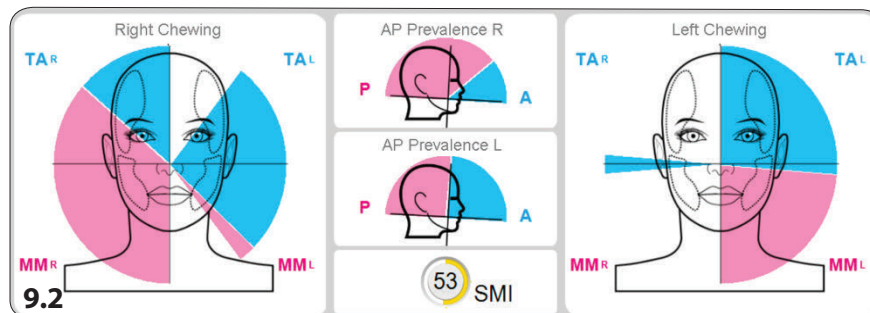 Right Chewing
TA R
TA L
MM R
MM L
9.2
AP Prevalence R
P
A
AP Prevalence L
P
A
53
SMI
Left Chewing
TA R
TA L
MM R
MM L